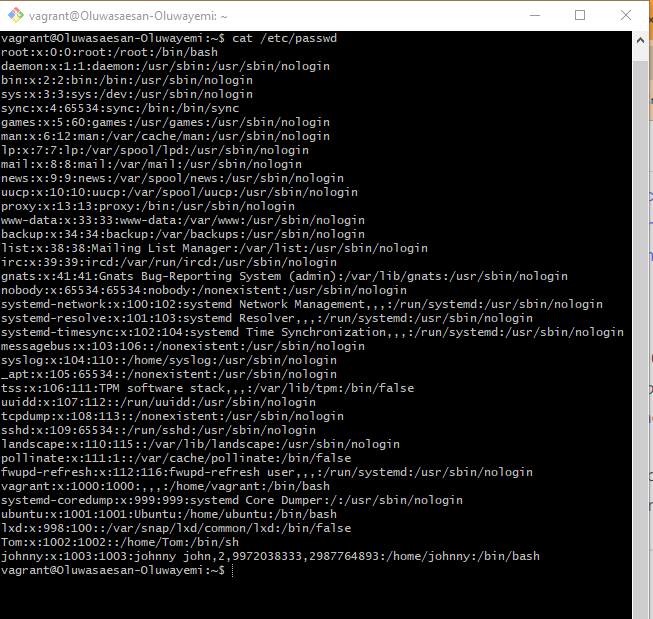 vagrant@Oluwasaesan-Oluwayemi: ~
vagrant@Oluwasaesan-Oluwayemi:~$ cat /etc/passwd
root:x:0:0:root:/root:/bin/bash
daemon:x:1:1:daemon:/usr/sbin:/usr/sbin/nologin
bin:x:2:2:bin:/bin:/usr/sbin/nologin
sys:x:3:3:sys:/dev:/usr/sbin/nologin
sync:x:4:65534:sync:/bin:/bin/sync
games:x:5:60:games:/usr/games:/usr/sbin/nologin
man:x:6:12:man:/var/cache/man:/usr/sbin/nologin
lp:x:7:7:lp:/var/spool/lpd:/usr/sbin/nologin
mail:x:8:8:mail:/var/mail:/usr/sbin/nologin
news:x:9:9:news:/var/spool/news:/usr/sbin/nologin
uucp:x:10:10:uucp:/var/spool/uucp:/usr/sbin/nologin
proxy:x:13:13:proxy:/bin:/usr/sbin/nologin
www-data:x:33:33:www-data:/var/www:/usr/sbin/nologin
backup:x:34:34:backup:/var/backups:/usr/sbin/nologin
list:x:38:38:Mailing List Manager:/var/list:/usr/sbin/nologin
irc:x:39:39:ircd:/var/run/ircd:/usr/sbin/nologin
gnats:x:41:41:Gnats Bug-Reporting System (admin):/var/lib/gnats:/usr/sbin/nologin
nobody:x:65534:65534:nobody:/nonexistent:/usr/sbin/nologin
systemd-network:x:100:102:systemd Network Management,,,:/run/systemd:/usr/sbin/nologin
systemd-resolve:x:101:103:systemd Resolver,,,:/run/systemd:/usr/sbin/nologin
systemd-timesync:x:102:104:systemd Time Synchronization,,,:/run/systemd:/usr/sbin/nologin
messagebus:x:103:106::/nonexistent:/usr/sbin/nologin
syslog:x:104:110::/home/syslog:/usr/sbin/nologin
_apt:x:105:65534::/nonexistent:/usr/sbin/nologin
tss:x:106:111:TPM software stack,,,:/var/lib/tpm:/bin/false
uuidd:x:107:112::/run/uuidd:/usr/sbin/nologin
tcpdump:x:108:113::/nonexistent:/usr/sbin/nologin
sshd:x:109:65534::/run/sshd:/usr/sbin/nologin
landscape:x:110:115::/var/lib/landscape:/usr/sbin/nologin
pollinate:x:111:1::/var/cache/pollinate:/bin/false
fwupd-refresh:x:112:116:fwupd-refresh user,,,:/run/systemd:/usr/sbin/nologin
vagrant:x:1000:1000:,,,:/home/vagrant:/bin/bash
systemd-coredump:x:999:999:systemd Core Dumper:/:/usr/sbin/nologin
ubuntu:x:1001:1001:Ubuntu:/home/ubuntu:/bin/bash
lxd:x:998:100::/var/snap/lxd/common/lxd:/bin/false
Tom:x:1002:1002::/home/Tom:/bin/sh
johnny:x:1003:1003:johnny john,2,9972038333,2987764893:/home/johnny:/bin/bash
vagrant@Oluwasaesan-Oluwayemi:~$